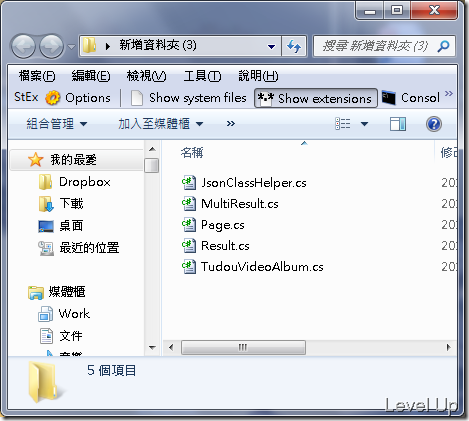 新增資料夾 (3)
搜尋 新增資料夾 (3)
檔案(F) 編輯(E) 檢視(V) 工具(T) 說明(H)
StEx Options Show system files Show extensions Consol »
組合管理 加入至媒體櫃 »
名稱 修改
我的最愛
Dropbox
下載
桌面
最近的位置
媒體櫃
Work
文件
音樂
JsonClassHelper.cs 201
MultiResult.cs 201
Page.cs 201
Result.cs 201
TudouVideoAlbum.cs 201
5 個項目
Level Up